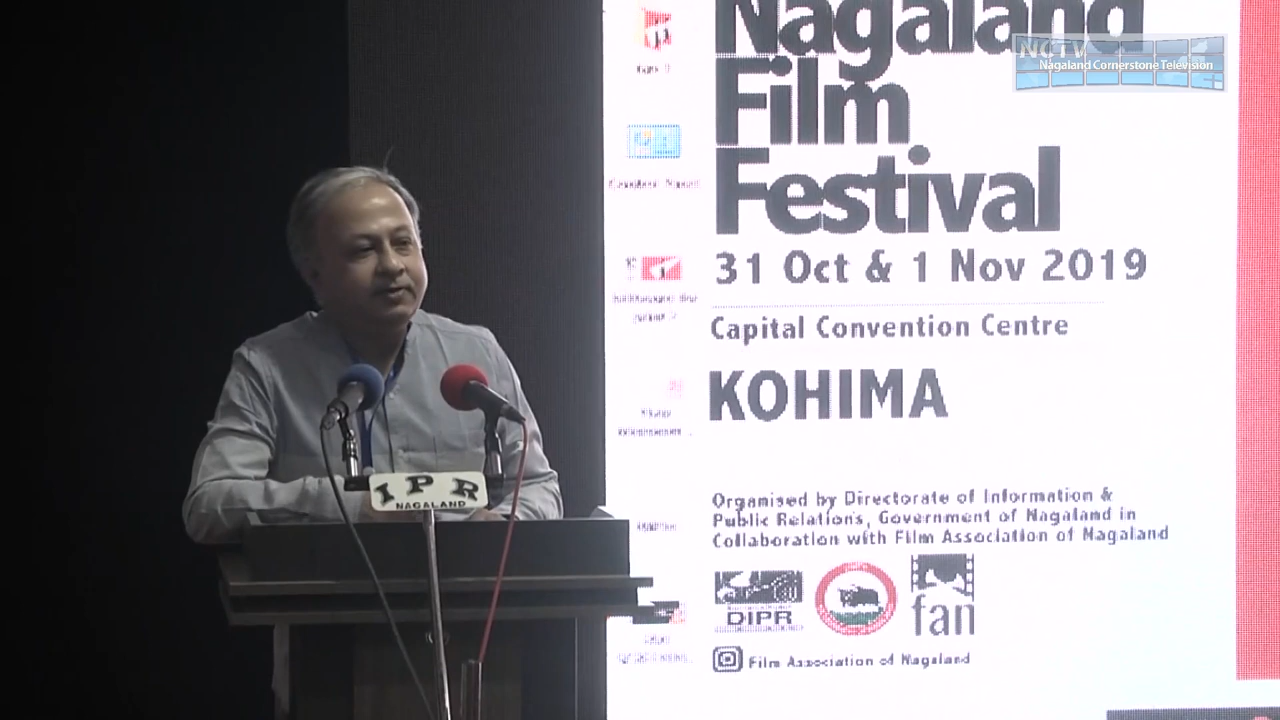 Nagaland
NCTV
Nagaland Cornerstone Television
Film
Festival
31 Oct & 1 Nov 2019
Capital Convention Centre
KOHIMA
Organised by Directorate of Information &
Public Relations, Government of Nagaland in
Collaboration with Film Association of Nagaland
DIPR
fan
Film Association of Nagaland
I P R
NAGALAND